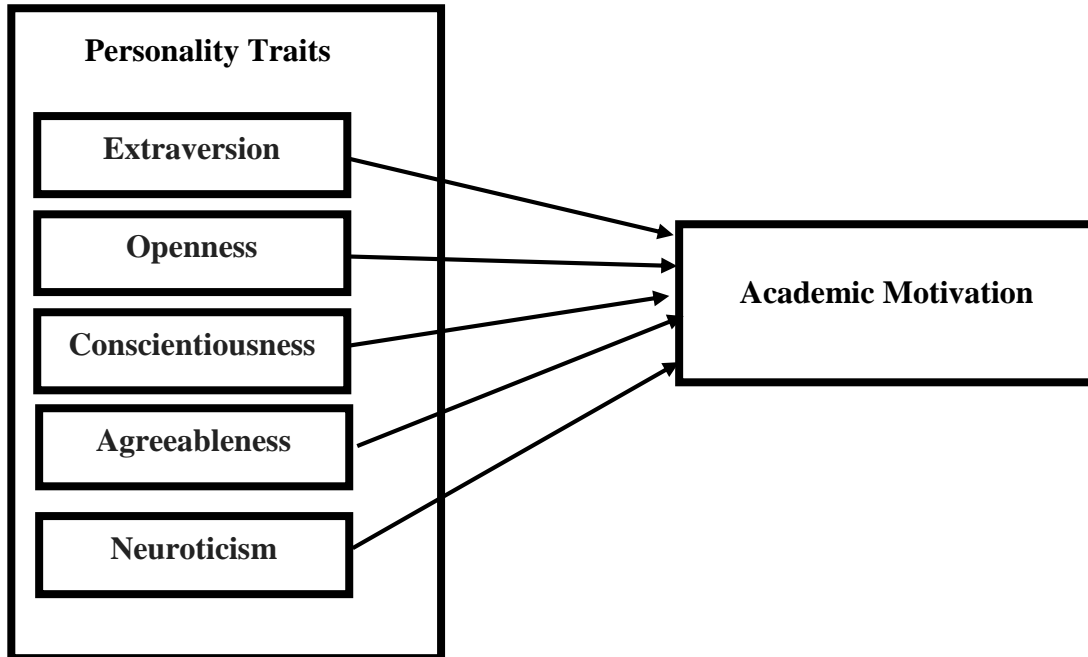 Personality Traits
Extraversion
Openness
Conscientiousness
Agreeableness
Neuroticism
Academic Motivation